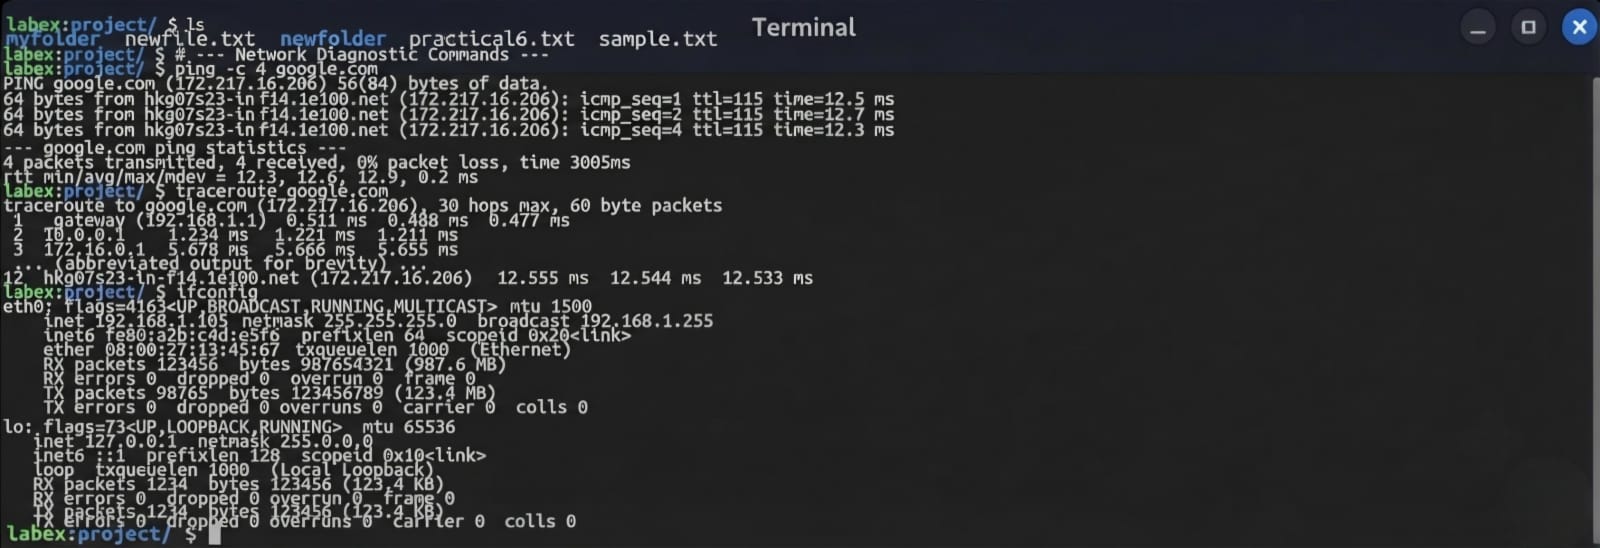 Terminal
labex:project/ $ ls
myfolder newfile.txt newfolder practical6.txt sample.txt
labex:project/ $ # --- Network Diagnostic Commands ---
labex:project/ $ ping -c 4 google.com
PING google.com (172.217.16.206) 56(84) bytes of data.
64 bytes from hkg07s23-in f14.1e100.net (172.217.16.206): icmp_seq=1 ttl=115 time=12.5 ms
64 bytes from hkg07s23-in f14.1e100.net (172.217.16.206): icmp_seq=2 ttl=115 time=12.7 ms
64 bytes from hkg07s23-in f14.1e100.net (172.217.16.206): icmp_seq=4 ttl=115 time=12.3 ms
--- google.com ping statistics ---
4 packets transmitted, 4 received, 0% packet loss, time 3005ms
rtt min/avg/max/mdev = 12.3, 12.6, 12.9, 0.2 ms
labex:project/ $ traceroute google.com
traceroute to google.com (172.217.16.206), 30 hops max, 60 byte packets
1 gateway (192.168.1.1) 0.511 ms 0.488 ms 0.477 ms
2 10.0.0.1 1.234 ms 1.221 ms 1.211 ms
3 172.16.0.1 5.678 ms 5.666 ms 5.655 ms
... (abbreviated output for brevity) ...
12 hkg07s23-in-f14.1e100.net (172.217.16.206) 12.555 ms 12.544 ms 12.533 ms
labex:project/ $ ifconfig
eth0: flags=4163<UP,BROADCAST,RUNNING,MULTICAST> mtu 1500
inet 192.168.1.105 netmask 255.255.255.0 broadcast 192.168.1.255
inet6 fe80:a2b:c4d:e5f6 prefixlen 64 scopeid 0x20<link>
ether 08:00:27:13:45:67 txqueuelen 1000 (Ethernet)
RX packets 123456 bytes 987654321 (987.6 MB)
RX errors 0 dropped 0 overrun 0 frame 0
TX packets 98765 bytes 123456789 (123.4 MB)
TX errors 0 dropped 0 overruns 0 carrier 0 colls 0
lo: flags=73<UP,LOOPBACK,RUNNING> mtu 65536
inet 127.0.0.1 netmask 255.0.0.0
inet6 ::1 prefixlen 128 scopeid 0x10<link>
loop txqueuelen 1000 (Local Loopback)
RX packets 1234 bytes 123456 (123.4 KB)
RX errors 0 dropped 0 overrun 0 frame 0
TX packets 1234 bytes 123456 (123.4 KB)
TX errors 0 dropped 0 overruns 0 carrier 0 colls 0
labex:project/ $